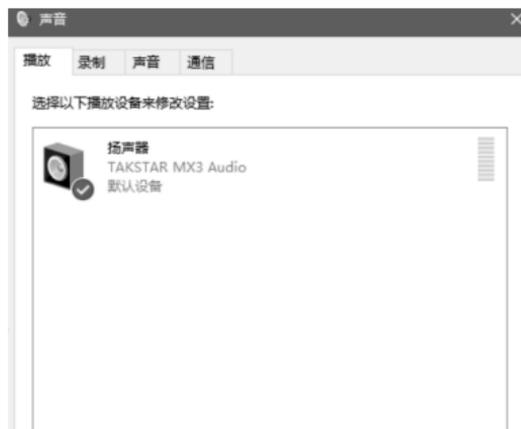 声音
播放 录制 声音 通信
选择以下播放设备来修改设置:
扬声器
TAKSTAR MX3 Audio
默认设备